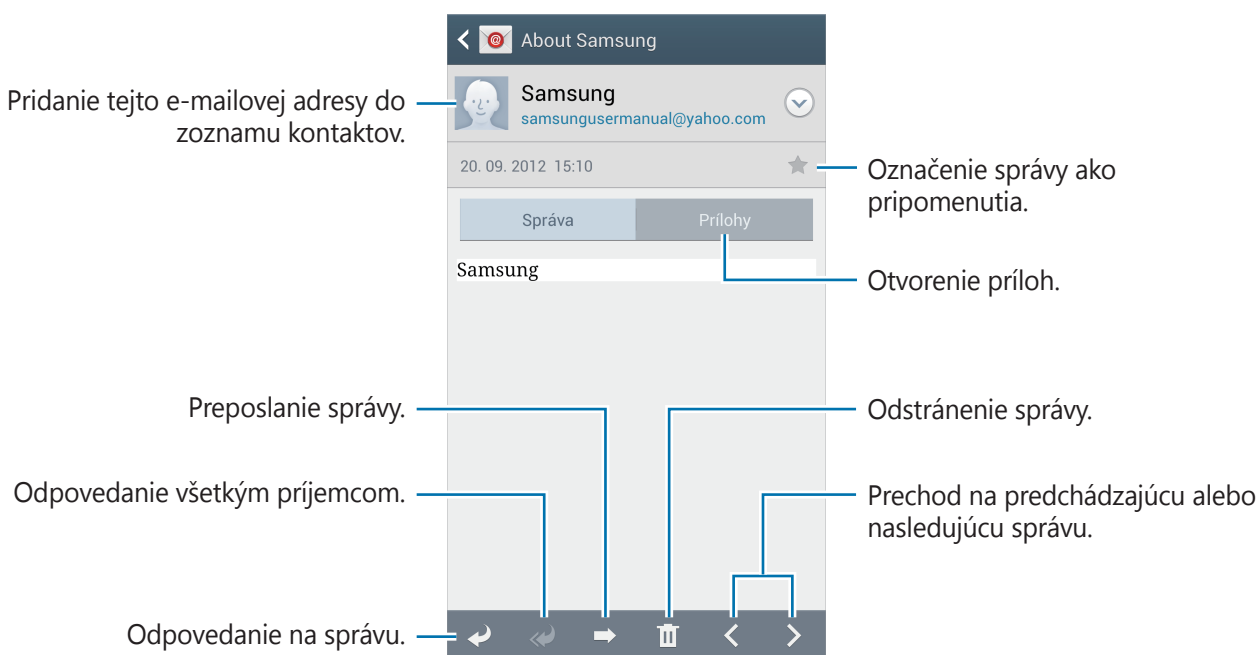 About Samsung
Pridanie tejto e-mailovej adresy do
zoznamu kontaktov.
Samsung
samsungusermanual@yahoo.com
20. 09. 2012 15:10
Označenie správy ako
pripomenutia.
Správa
Prílohy
Samsung
Otvorenie príloh.
Preposlanie správy.
Odstránenie správy.
Odpovedanie všetkým príjemcom.
Prechod na predchádzajúcu alebo
nasledujúcu správu.
Odpovedanie na správu.